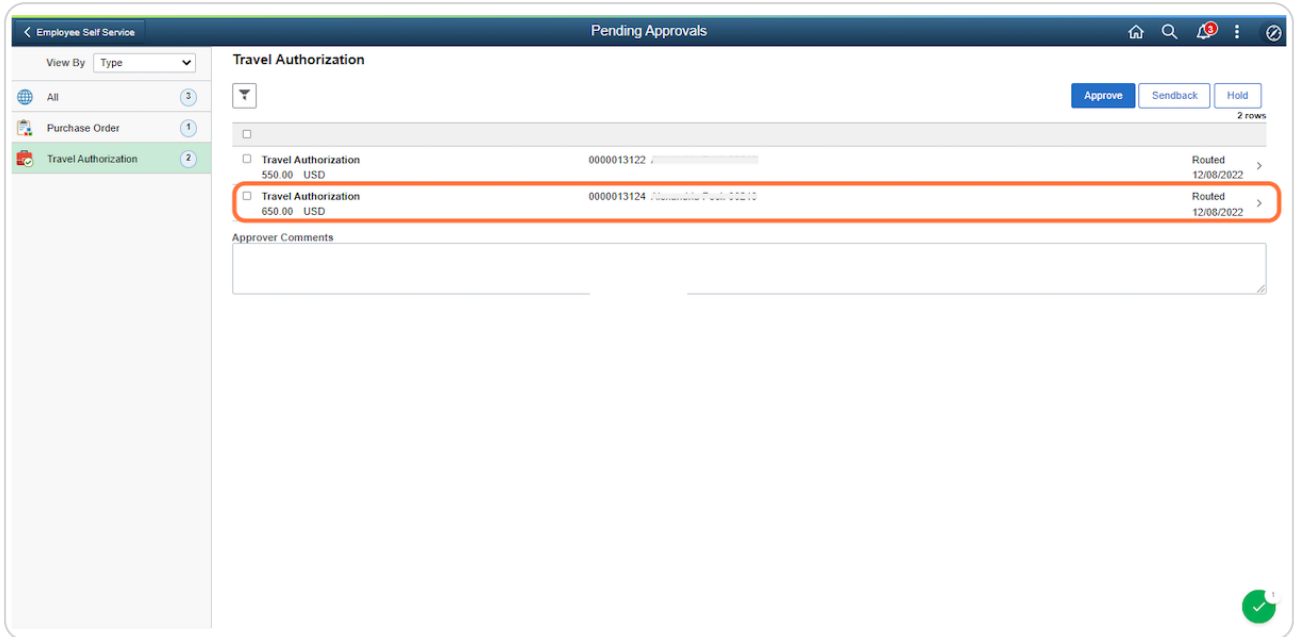 Employee Self Service
Pending Approvals
3
View By Type
All 3
Purchase Order 1
Travel Authorization 2
Travel Authorization
Approve Sendback Hold
2 rows
Travel Authorization 0000013122 Routed
550.00 USD 12/08/2022
Travel Authorization 0000013124 Routed
650.00 USD 12/08/2022
Approver Comments
1